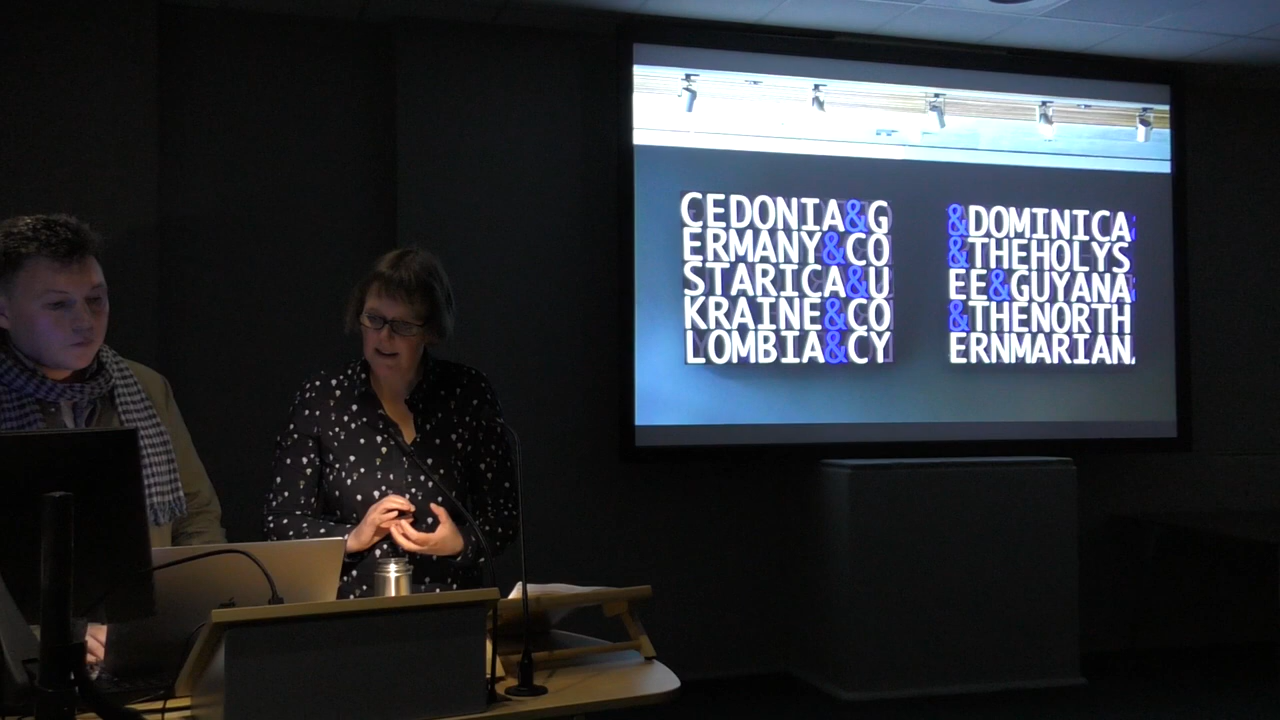 CEDONIA&G
ERMANY&CO
STARICA&U
KRAINE&CO
LOMBIA&CY
&DOMINICA
&THEHOLYS
EE&GUYANA
&THENORTH
ERNMARIAN